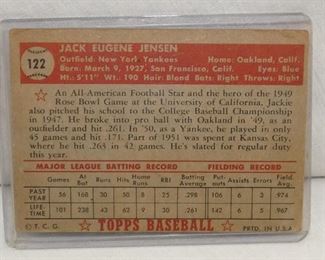 122
JACK EUGENE JENSEN
Outfield: New York Yankees Home: Oakland, Calif.
Born: March 9, 1927, San Francisco, Calif. Eyes: Blue
Ht: 5'11" Wt: 190 Hair: Blond Bats: Right Throws: Right
An All-American Football Star and the hero of the 1949
Rose Bowl Game at the University of California, Jackie
also pitched his school to the College Baseball Championship
in 1947. He broke in pro ball with Oakland in '49, where he
hit .261. In '50, as a Yankee, he played in only
45 games and hit .171. Part of 1951 was spent at Kansas City,
where he hit .263 in 42 games. He's
slated for regular duty this year.
MAJOR LEAGUE BATTING RECORD FIELDING RECORD
Games At Bat Runs Hits Home Runs RBI Batting Average Put-outs Assists Errors Field. Av.
PAST YEAR 56 168 30 50 8 25 .298 106 6 3 .974
LIFE-TIME 101 238 43 62 9 30 .261 142 6 5 .967
© T. C. G. TOPPS BASEBALL PRTD. IN U.S.A.